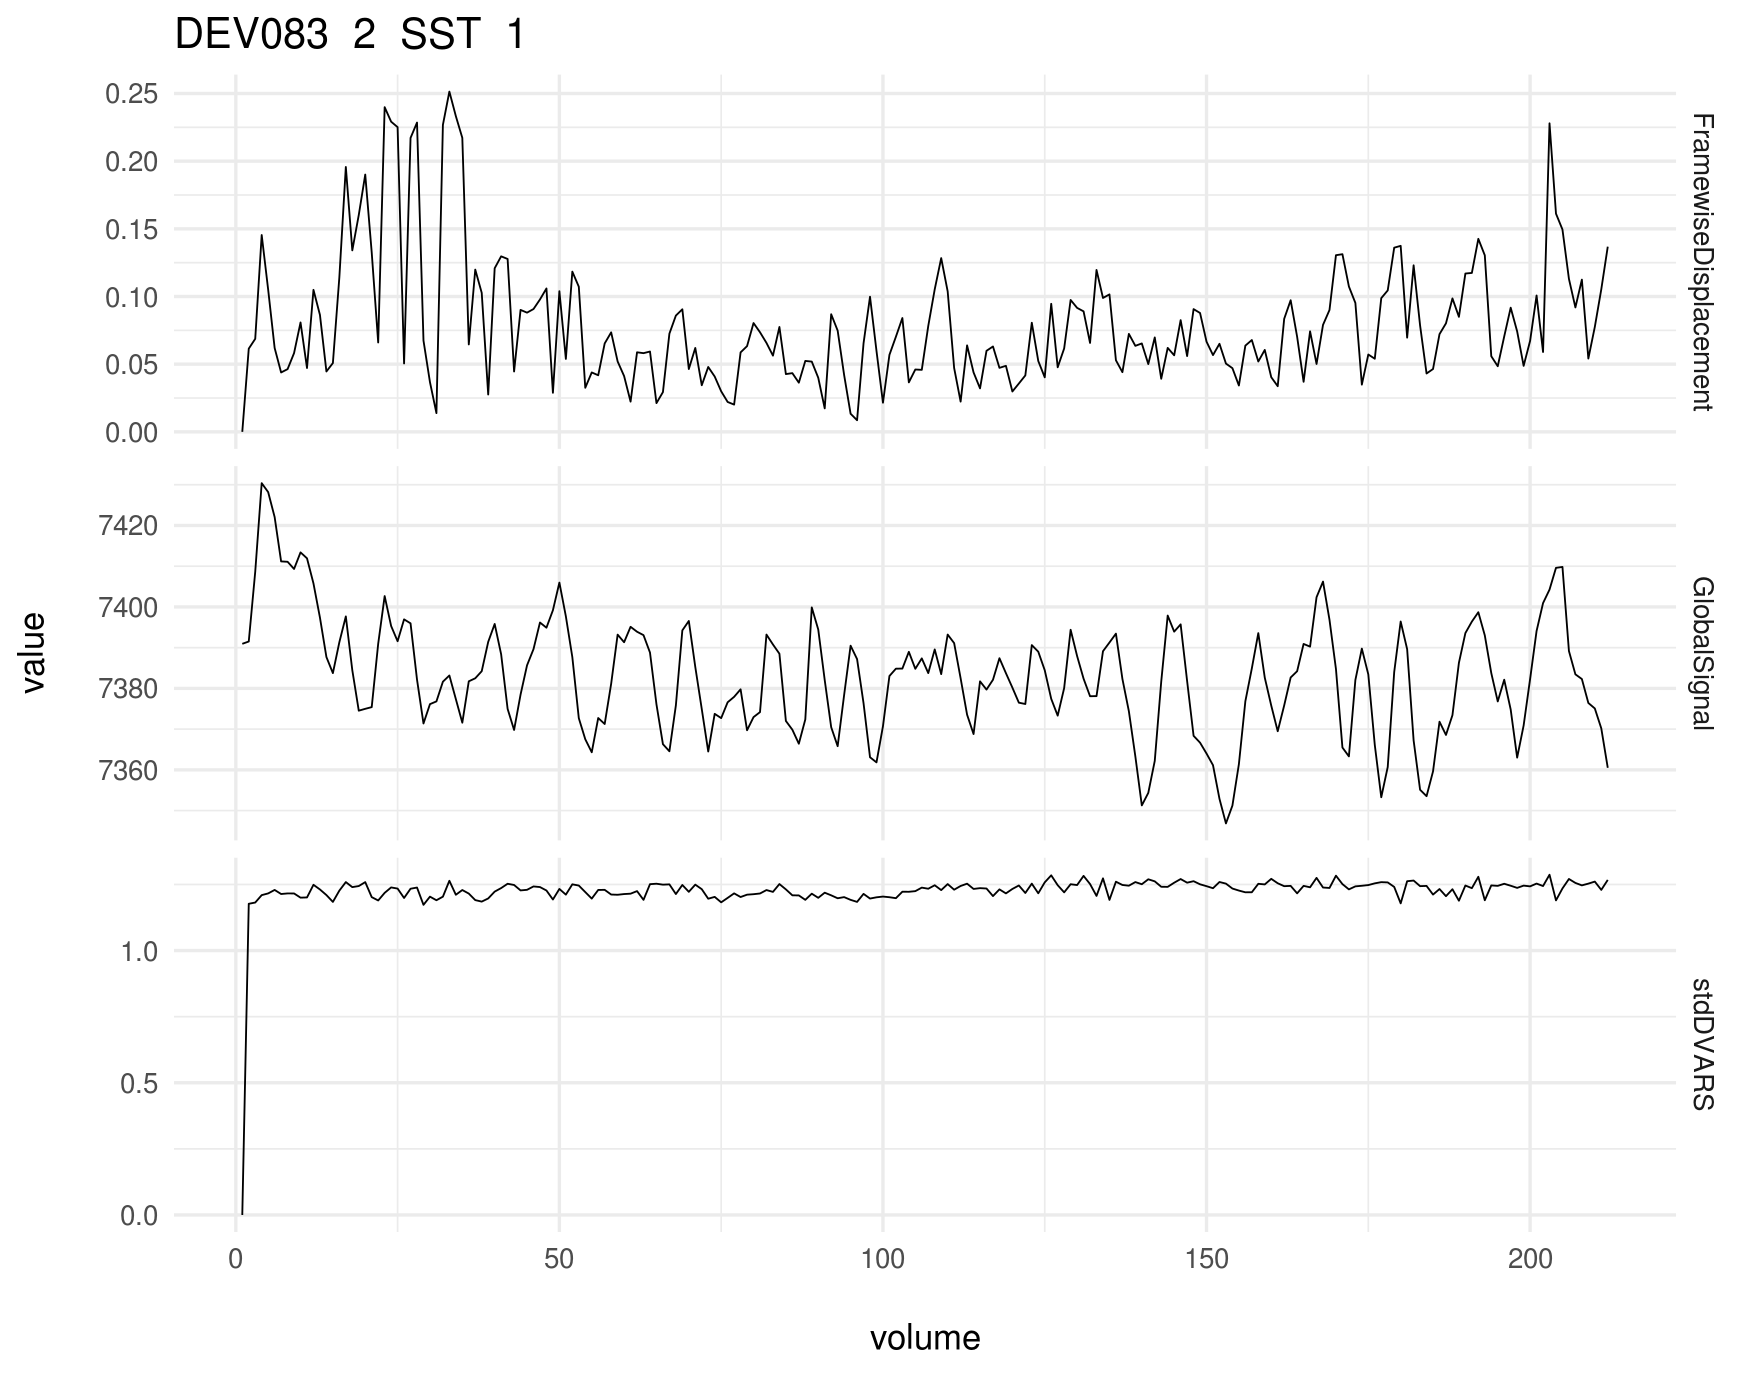 DEV083 2 SST 1
0.25
0.20
0.15
0.10
0.05
0.00
FramewiseDisplacement
7420
7400
7380
7360
GlobalSignal
value
1.0
0.5
0.0
stdDVARS
0 50 100 150 200
volume